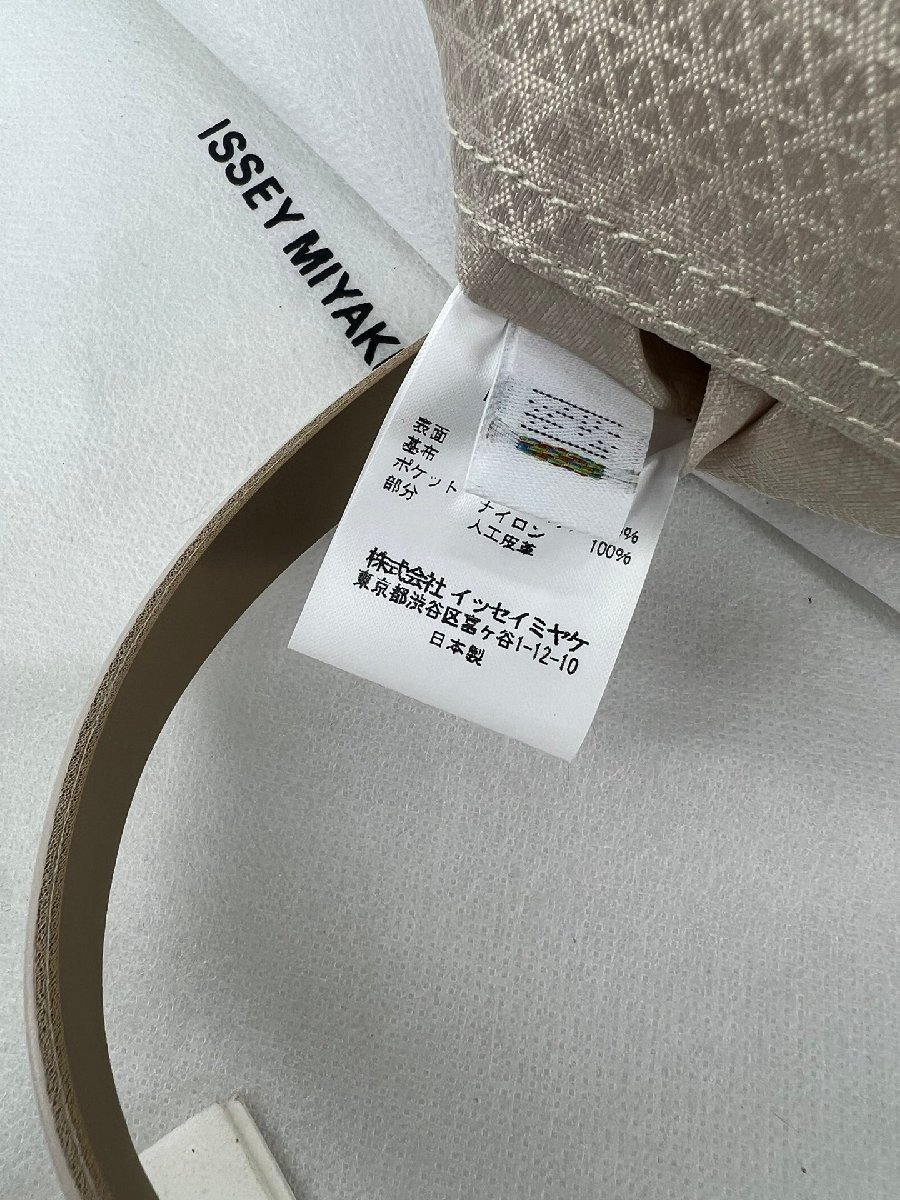 ISSEY MIYAK
表面
基布
ポケット
部分
ナイロン %
人工皮革 100%
株式会社 イッセイミヤケ
東京都渋谷区富ヶ谷1-12-10
日本製